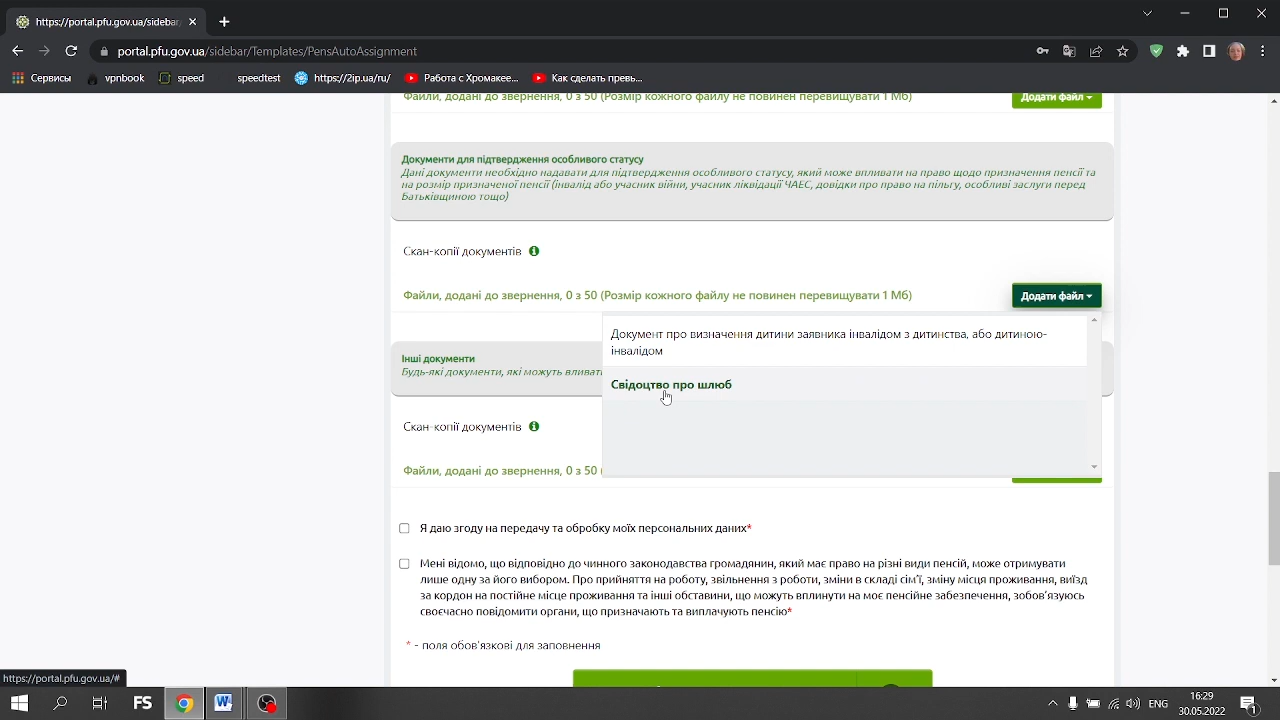 https://portal.pfu.gov.ua/sidebar/
portal.pfu.gov.ua/sidebar/Templates/PensAutoAssignment
Сервисы
vpnbook
speed
speedtest
https://2ip.ua/ru/
Работа с Хромакее...
Как сделать превь...
Файли, додані до звернення, 0 з 50 (Розмір кожного файлу не повинен перевищувати 1 Мб)
Додати файл
Документи для підтвердження особливого статусу
Дані документи необхідно надавати для підтвердження особливого статусу, який може впливати на право щодо призначення пенсії та
на розмір призначеної пенсії (інвалід або учасник війни, учасник ліквідації ЧАЕС, довідки про право на пільгу, особливі заслуги перед
Батьківщиною тощо)
Скан-копії документів
Файли, додані до звернення, 0 з 50 (Розмір кожного файлу не повинен перевищувати 1 Мб)
Додати файл
Документ про визначення дитини заявника інвалідом з дитинства, або дитиною-
інвалідом
Свідоцтво про шлюб
Інші документи
Будь-які документи, які можуть вливат
Скан-копії документів
Файли, додані до звернення, 0 з 50
Я даю згоду на передачу та обробку моїх персональних даних*
Мені відомо, що відповідно до чинного законодавства громадянин, який має право на різні види пенсій, може отримувати
лише одну за його вибором. Про прийняття на роботу, звільнення з роботи, зміни в складі сім'ї, зміну місця проживання, виїзд
за кордон на постійне місце проживання та інші обставини, що можуть вплинути на моє пенсійне забезпечення, зобов'язуюсь
своєчасно повідомити органи, що призначають та виплачують пенсію*
* - поля обов'язкові для заповнення
https://portal.pfu.gov.ua/#
FS
ENG
16:29
30.05.2022
1